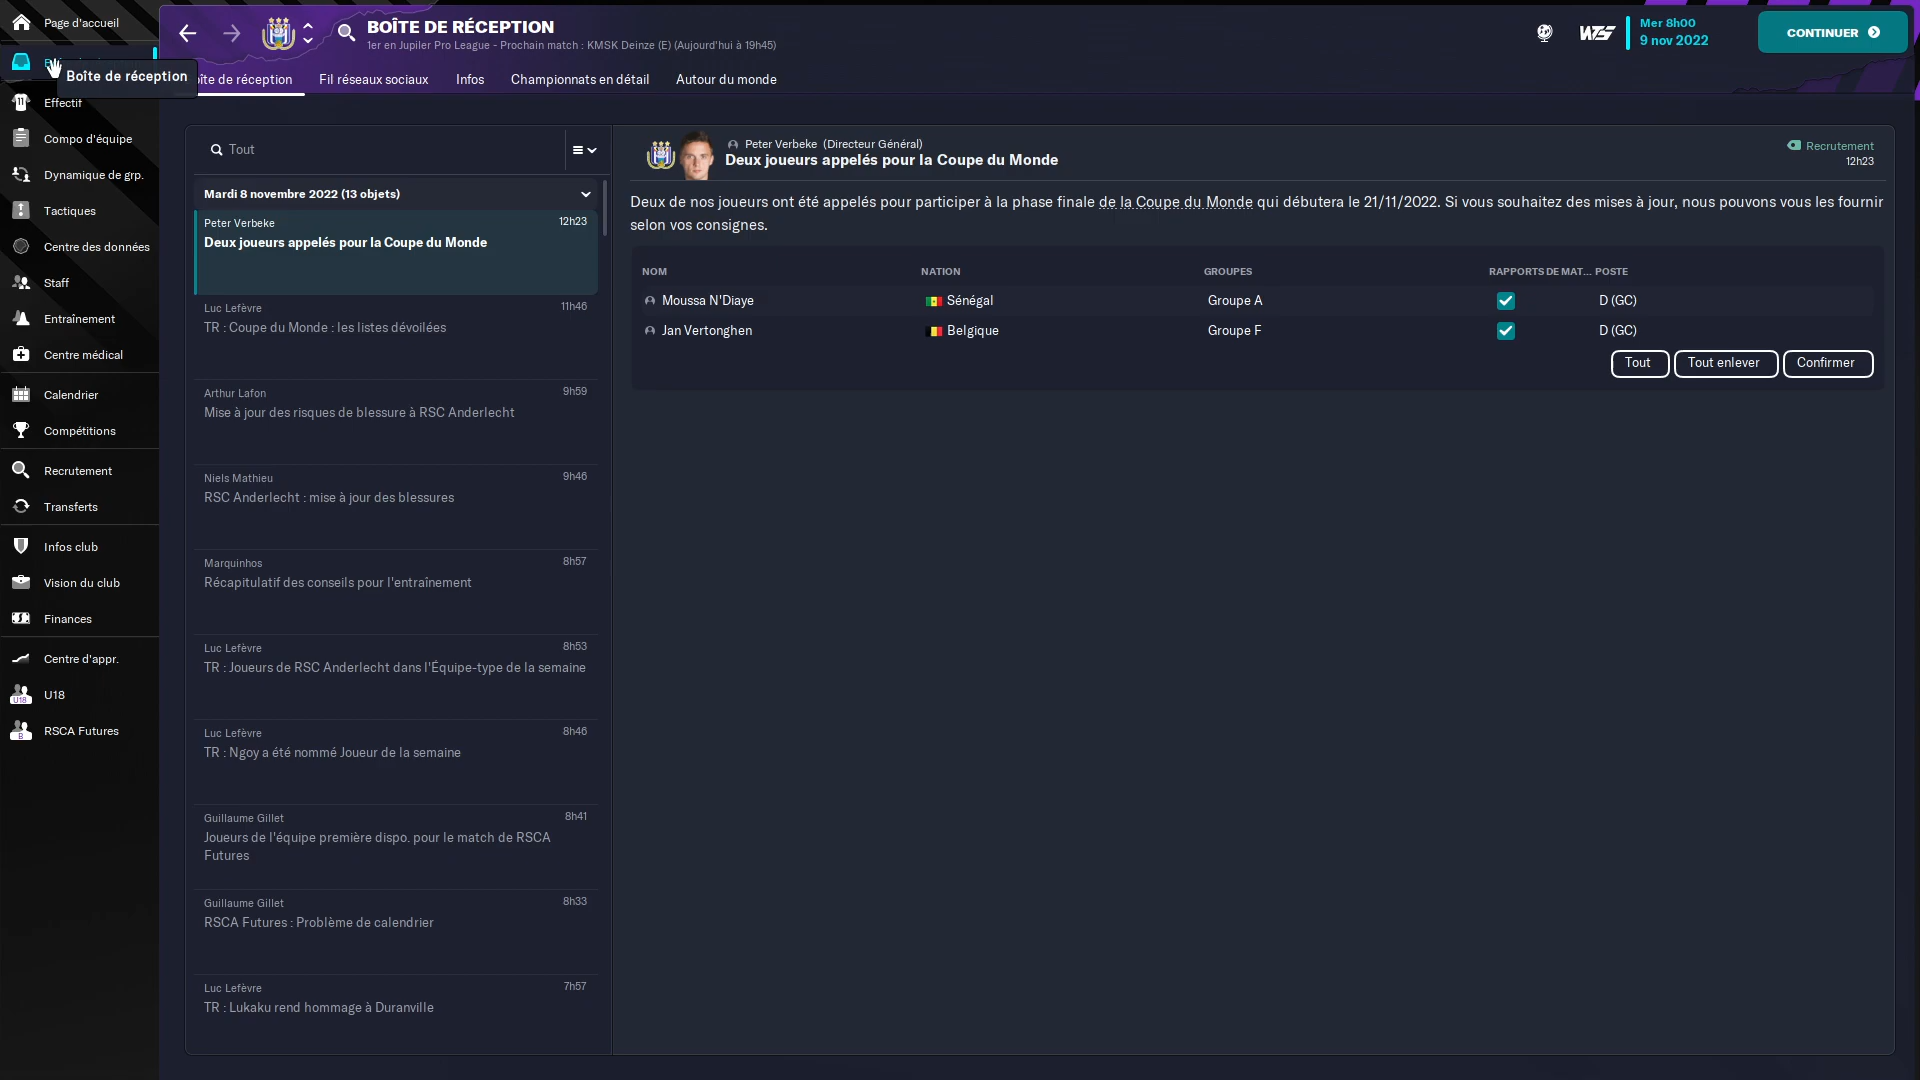 Page d'accueil
Boîte de réception
Effectif
Compo d'équipe
Dynamique de grp.
Tactiques
Centre des données
Staff
Entraînement
Centre médical
Calendrier
Compétitions
Recrutement
Transferts
Infos club
Vision du club
Finances
Centre d'appr.
U18
RSCA Futures
BOÎTE DE RÉCEPTION
1er en Jupiler Pro League - Prochain match : KMSK Deinze (E) (Aujourd'hui à 19h45)
oîte de réception Fil réseaux sociaux Infos Championnats en détail Autour du monde
Mer 8h00
9 nov 2022
CONTINUER
Tout
Mardi 8 novembre 2022 (13 objets)
Peter Verbeke 12h23
Deux joueurs appelés pour la Coupe du Monde
Luc Lefèvre 11h46
TR : Coupe du Monde : les listes dévoilées
Arthur Lafon 9h59
Mise à jour des risques de blessure à RSC Anderlecht
Niels Mathieu 9h46
RSC Anderlecht : mise à jour des blessures
Marquinhos 8h57
Récapitulatif des conseils pour l'entraînement
Luc Lefèvre 8h53
TR : Joueurs de RSC Anderlecht dans l'Équipe-type de la semaine
Luc Lefèvre 8h46
TR : Ngoy a été nommé Joueur de la semaine
Guillaume Gillet 8h41
Joueurs de l'équipe première dispo. pour le match de RSCA
Futures
Guillaume Gillet 8h33
RSCA Futures : Problème de calendrier
Luc Lefèvre 7h57
TR : Lukaku rend hommage à Duranville
Peter Verbeke (Directeur Général)
Deux joueurs appelés pour la Coupe du Monde
Recrutement
12h23
Deux de nos joueurs ont été appelés pour participer à la phase finale de la Coupe du Monde qui débutera le 21/11/2022. Si vous souhaitez des mises à jour, nous pouvons vous les fournir
selon vos consignes.
NOM NATION GROUPES RAPPORTS DE MAT... POSTE
Moussa N'Diaye Sénégal Groupe A D (GC)
Jan Vertonghen Belgique Groupe F D (GC)
Tout Tout enlever Confirmer